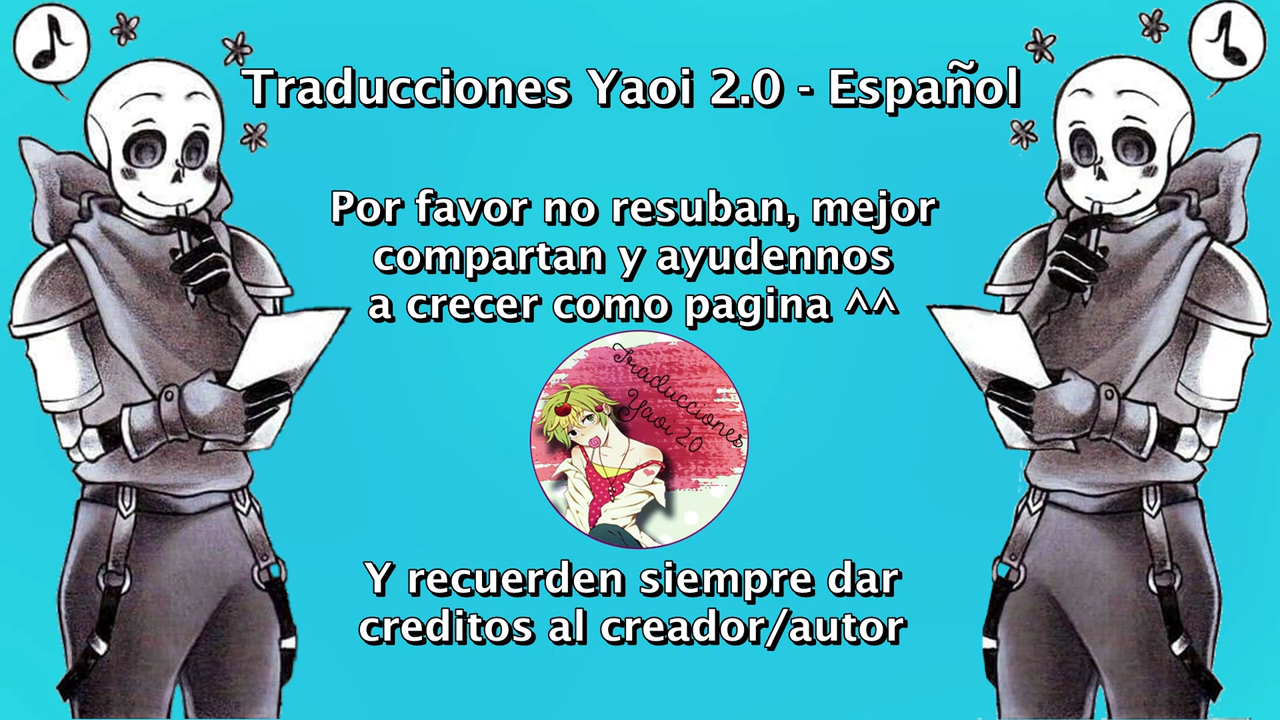 Traducciones Yaoi 2.0 - Español
Por favor no resuban, mejor
compartan y ayudennos
a crecer como pagina ^^
Traducciones
Yaoi 2.0
Y recuerden siempre dar
creditos al creador/autor